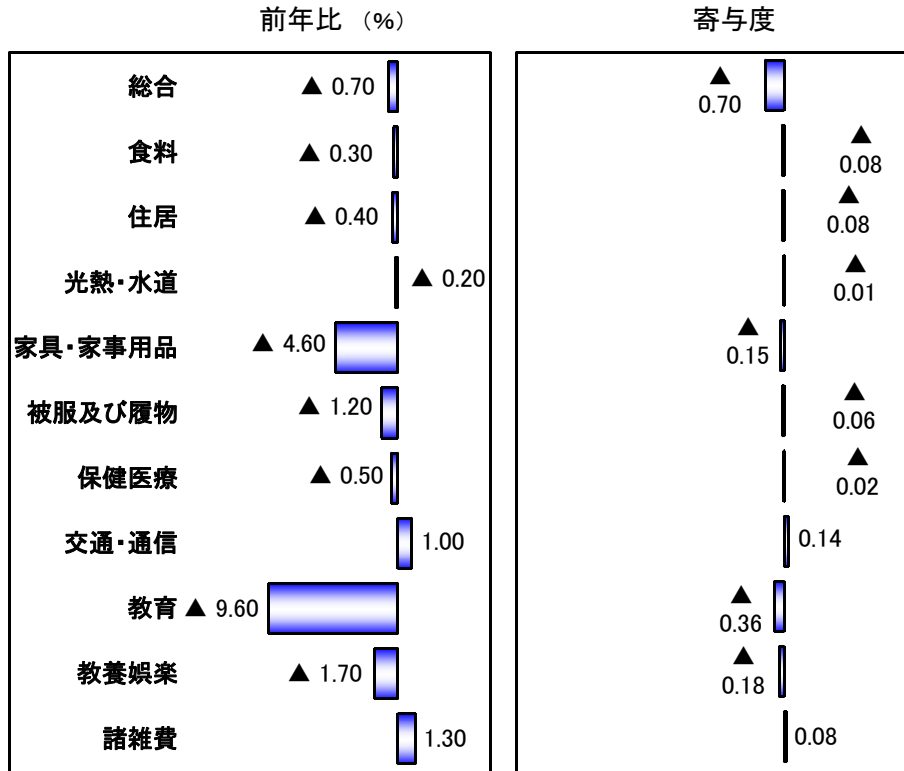 前年比 （%）
寄与度
総合 ▲ 0.70 ▲ 0.70
食料 ▲ 0.30 ▲ 0.08
住居 ▲ 0.40 ▲ 0.08
光熱・水道 ▲ 0.20 ▲ 0.01
家具・家事用品 ▲ 4.60 ▲ 0.15
被服及び履物 ▲ 1.20 ▲ 0.06
保健医療 ▲ 0.50 ▲ 0.02
交通・通信 1.00 0.14
教育 ▲ 9.60 ▲ 0.36
教養娯楽 ▲ 1.70 ▲ 0.18
諸雑費 1.30 0.08